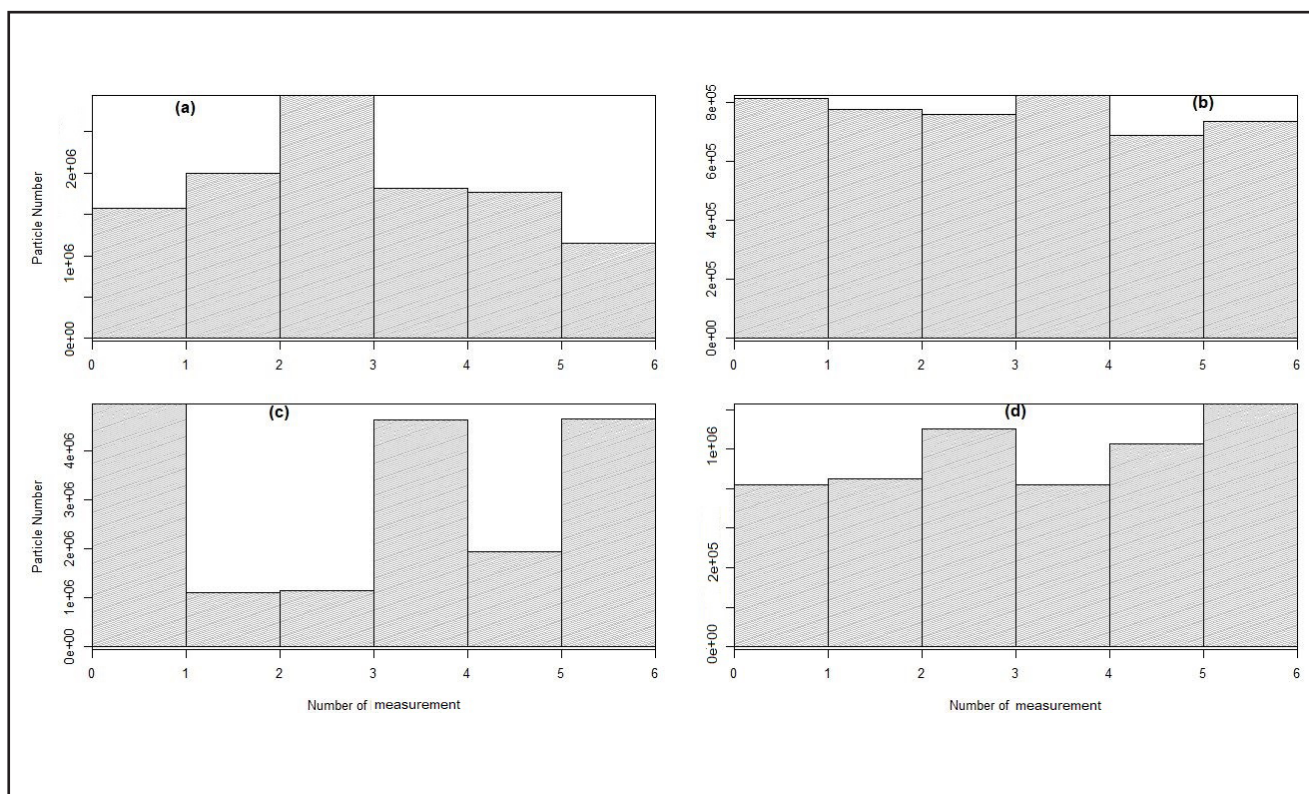 (a)
Particle Number
2e+06
1e+06
0e+00
0 1 2 3 4 5 6
(b)
8e+05
6e+05
4e+05
2e+05
0e+00
0 1 2 3 4 5 6
(c)
Particle Number
4e+06
3e+06
2e+06
1e+06
0e+00
0 1 2 3 4 5 6
Number of measurement
(d)
1e+06
2e+05
0e+00
0 1 2 3 4 5 6
Number of measurement